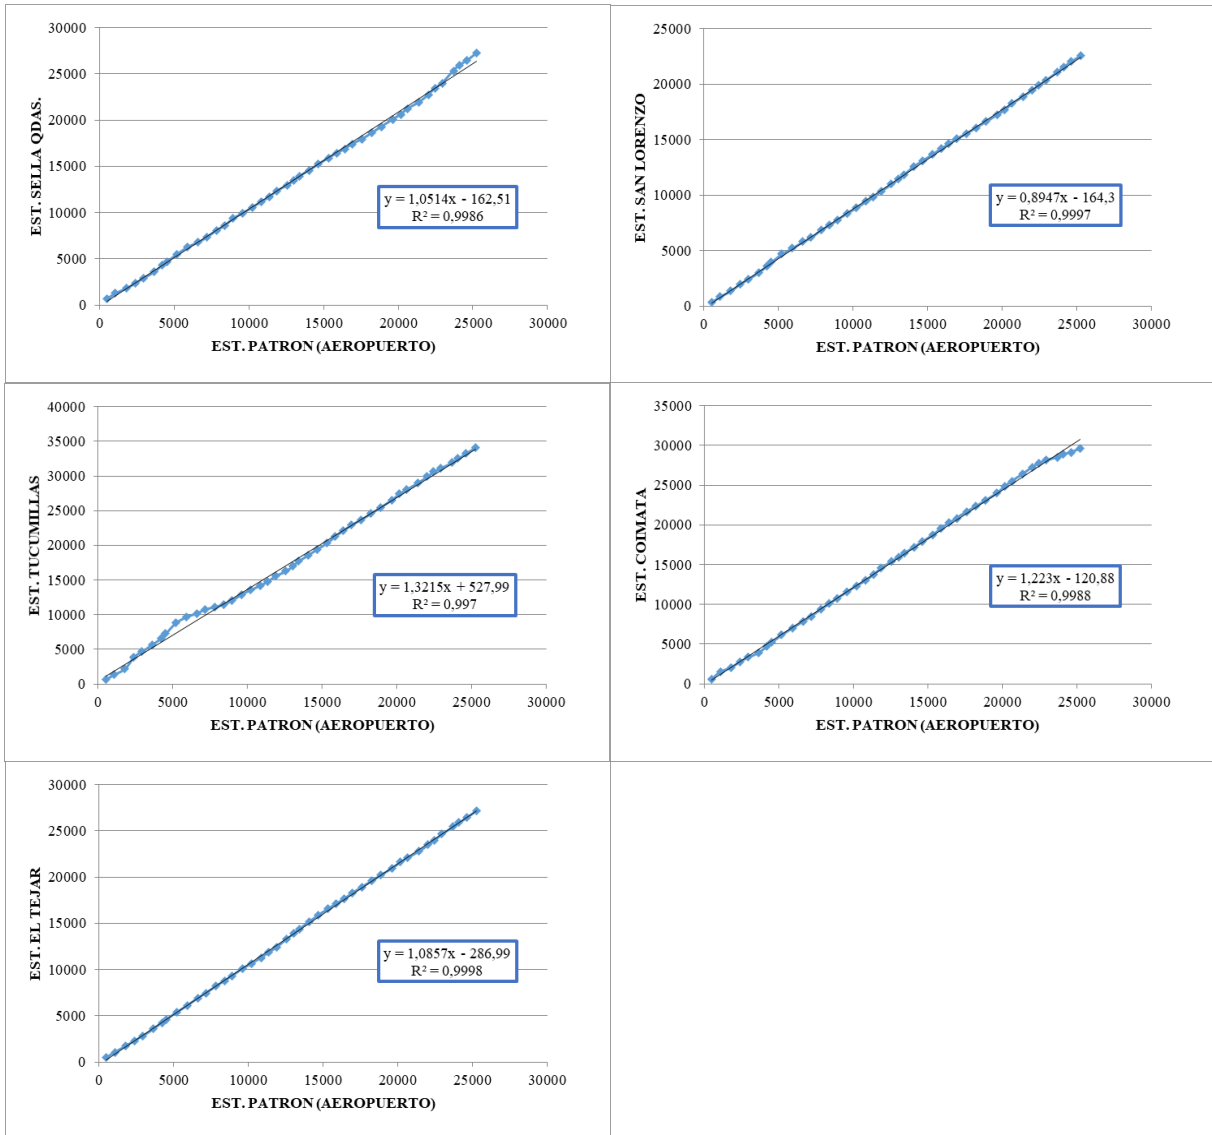 30000
25000
20000
15000
10000
5000
0
EST. SELLA QDAS.
y = 1,0514x - 162,51
R² = 0,9986
0 5000 10000 15000 20000 25000 30000
EST. PATRON (AEROPUERTO)
25000
20000
15000
10000
5000
0
EST. SAN LORENZO
y = 0,8947x - 164,3
R² = 0,9997
0 5000 10000 15000 20000 25000 30000
EST. PATRON (AEROPUERTO)
40000
35000
30000
25000
20000
15000
10000
5000
0
EST. TUCUMILLAS
y = 1,3215x + 527,99
R² = 0,997
0 5000 10000 15000 20000 25000 30000
EST. PATRON (AEROPUERTO)
35000
30000
25000
20000
15000
10000
5000
0
EST. COIMATA
y = 1,223x - 120,88
R² = 0,9988
0 5000 10000 15000 20000 25000 30000
EST. PATRON (AEROPUERTO)
30000
25000
20000
15000
10000
5000
0
EST. EL TEJAR
y = 1,0857x - 286,99
R² = 0,9998
0 5000 10000 15000 20000 25000 30000
EST. PATRON (AEROPUERTO)